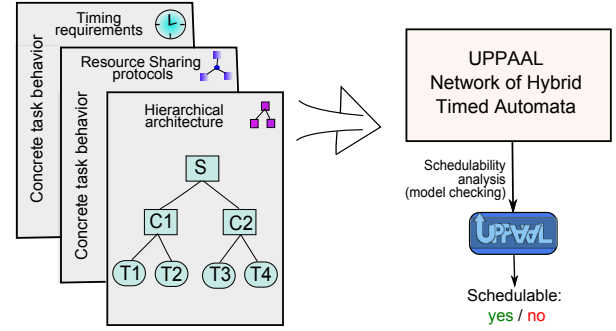 Timing
requirements
Concrete task behavior
Resource Sharing
protocols
Concrete task behavior
Hierarchical
architecture
S
C1 C2
T1 T2 T3 T4
UPPAAL
Network of Hybrid
Timed Automata
Schedulability
analysis
(model checking)
UPPAAL
Schedulable:
yes / no